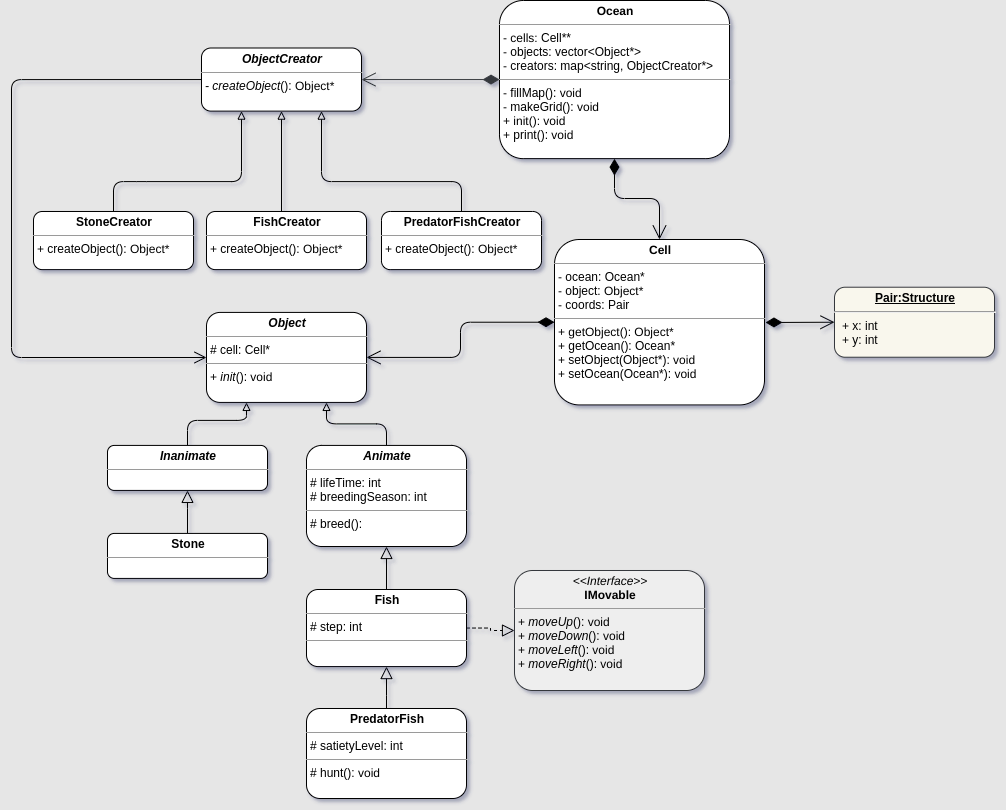 Ocean
- cells: Cell**
- objects: vector<Object*>
- creators: map<string, ObjectCreator*>
- fillMap(): void
- makeGrid(): void
+ init(): void
+ print(): void
ObjectCreator
- createObject(): Object*
StoneCreator
+ createObject(): Object*
FishCreator
+ createObject(): Object*
PredatorFishCreator
+ createObject(): Object*
Cell
- ocean: Ocean*
- object: Object*
- coords: Pair
+ getObject(): Object*
+ getOcean(): Ocean*
+ setObject(Object*): void
+ setOcean(Ocean*): void
Pair:Structure
+ x: int
+ y: int
Object
# cell: Cell*
+ init(): void
Inanimate
Animate
# lifeTime: int
# breedingSeason: int
# breed():
Stone
Fish
# step: int
<<Interface>>
IMovable
+ moveUp(): void
+ moveDown(): void
+ moveLeft(): void
+ moveRight(): void
PredatorFish
# satietyLevel: int
# hunt(): void